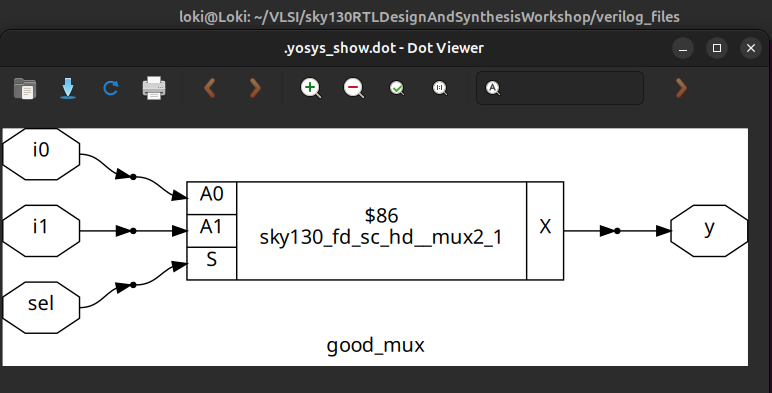 loki@Loki: ~/VLSI/sky130RTLDesignAndSynthesisWorkshop/verilog_files
.yosys_show.dot - Dot Viewer
i0
i1
sel
A0
A1
S
$86
sky130_fd_sc_hd__mux2_1
X
y
good_mux